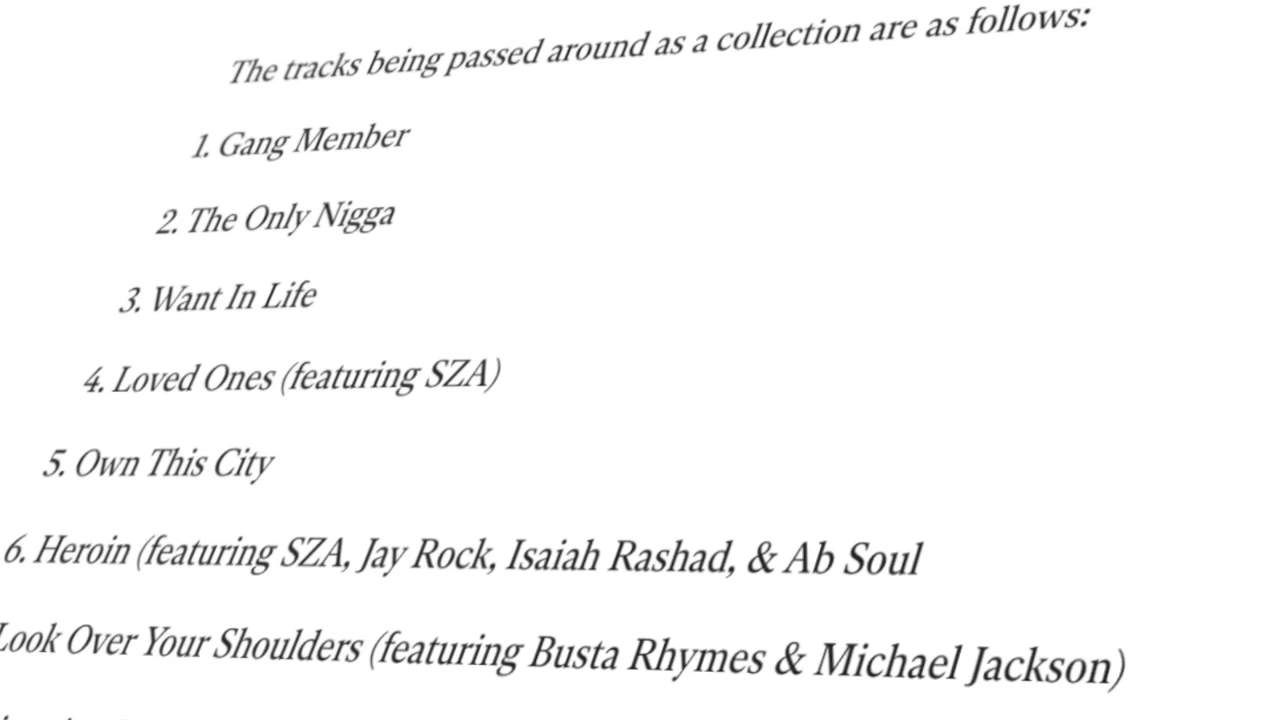 The tracks being passed around as a collection are as follows:
1. Gang Member
2. The Only Nigga
3. Want In Life
4. Loved Ones (featuring SZA)
5. Own This City
6. Heroin (featuring SZA, Jay Rock, Isaiah Rashad, & Ab Soul
Look Over Your Shoulders (featuring Busta Rhymes & Michael Jackson)